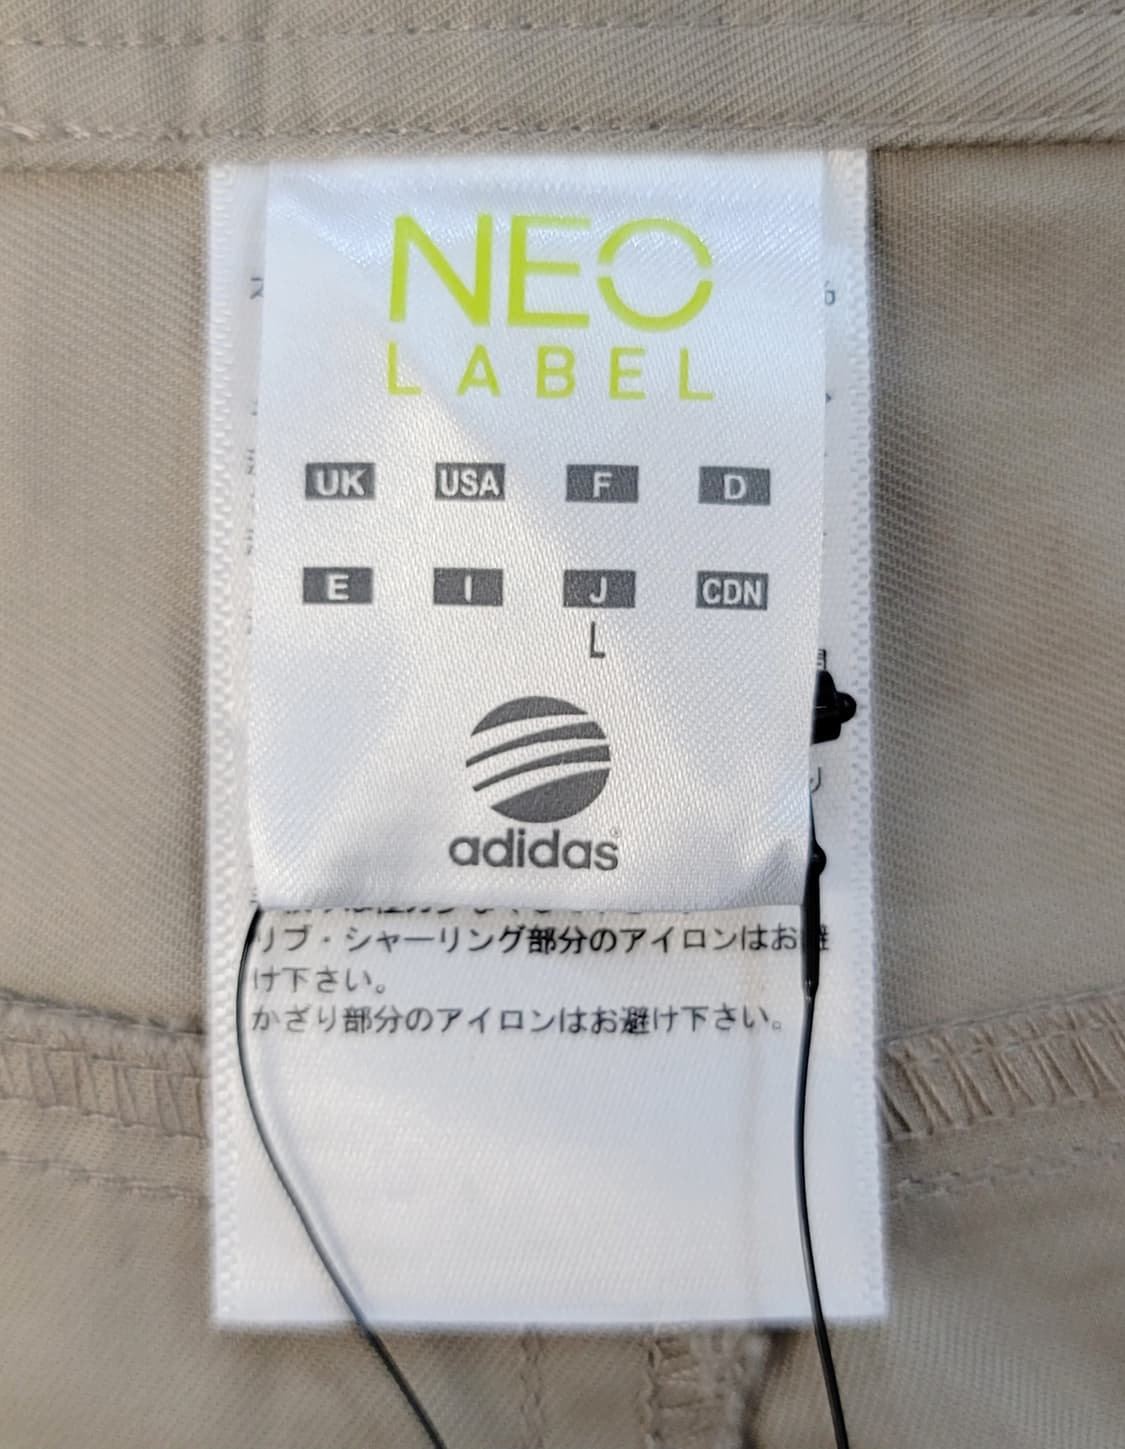 NEO
LABEL
UK USA F D
E I J CDN
L
adidas
リブ・シャーリング部分のアイロンはお避
け下さい。
かざり部分のアイロンはお避け下さい。